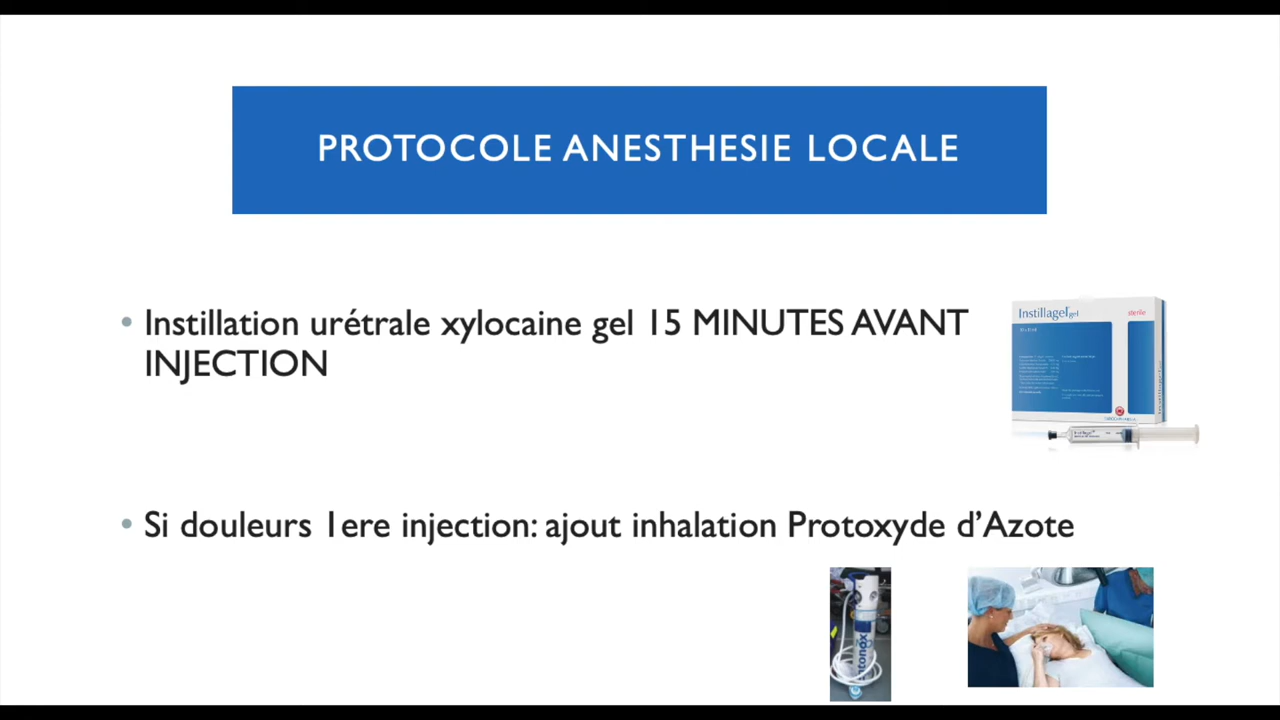 PROTOCOLE ANESTHESIE LOCALE
• Instillation urétrale xylocaine gel 15 MINUTES AVANT
INJECTION
Instillagel gel
sterile
• Si douleurs 1ere injection: ajout inhalation Protoxyde d’Azote